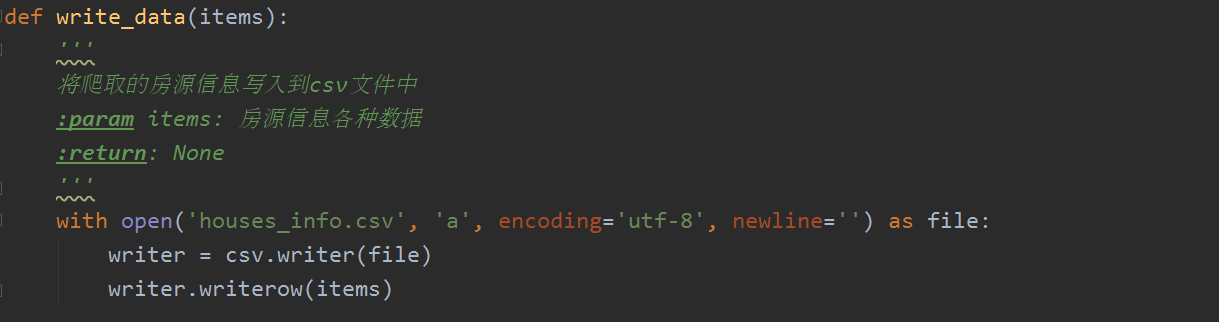 def write_data(items):
    '''
    将爬取的房源信息写入到csv文件中
    :param items: 房源信息各种数据
    :return: None
    '''
    with open('houses_info.csv', 'a', encoding='utf-8', newline='') as file:
        writer = csv.writer(file)
        writer.writerow(items)